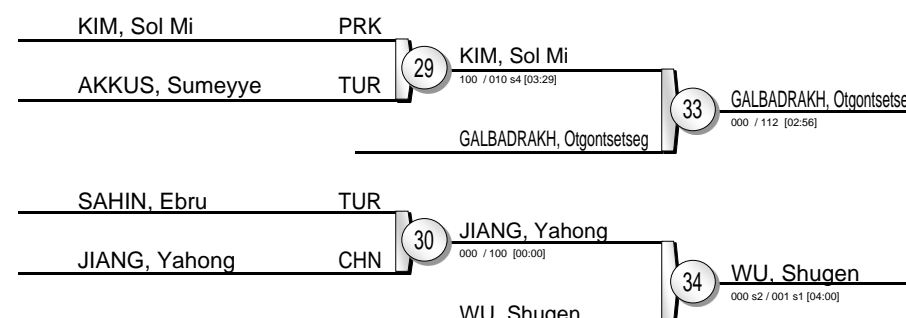 KIM, Sol Mi PRK
AKKUS, Sumeyye TUR
29
KIM, Sol Mi
100 / 010 s4 [03:29]
GALBADRAKH, Otgontsetseg
33
GALBADRAKH, Otgontsetse
000 / 112 [02:56]
SAHIN, Ebru TUR
JIANG, Yahong CHN
30
JIANG, Yahong
000 / 100 [00:00]
WU, Shugen
34
WU, Shugen
000 s2 / 001 s1 [04:00]